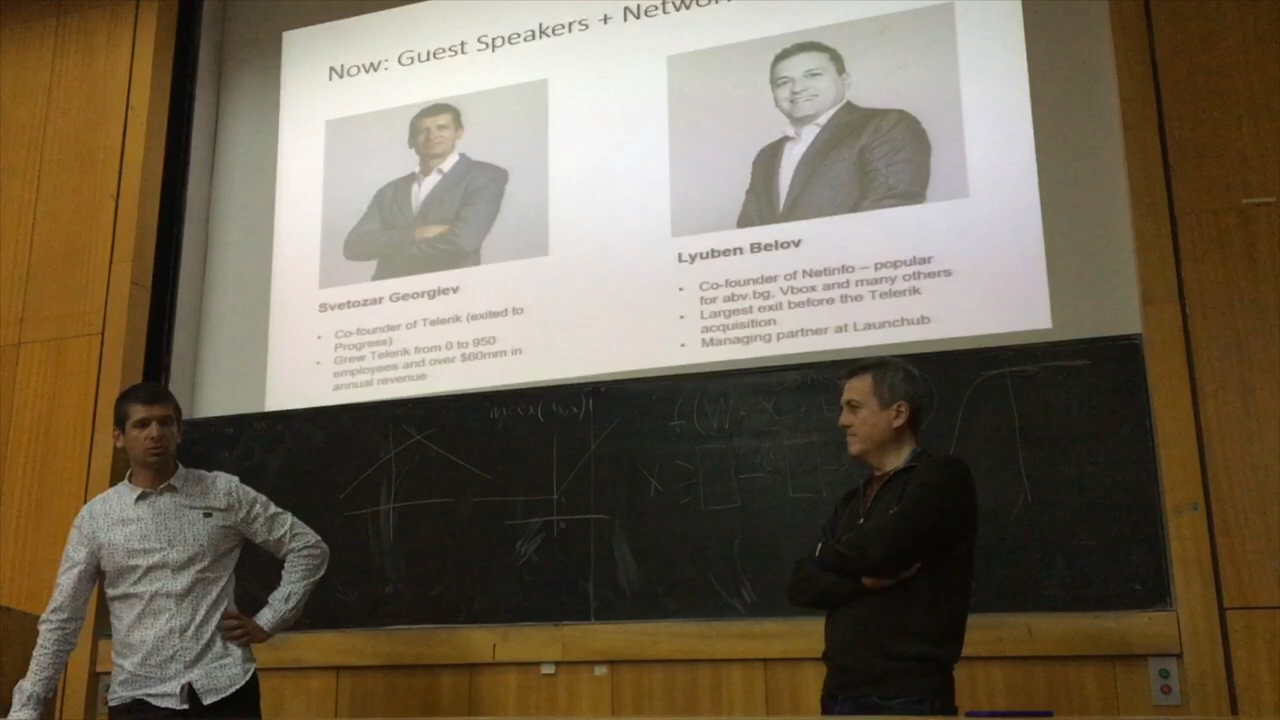 Now: Guest Speakers + Networ
Svetozar Georgiev
• Co-founder of Telerik (exited to
Progress)
• Grew Telerik from 0 to 950
employees and over $60mm in
annual revenue
Lyuben Belov
• Co-founder of Netinfo – popular
for abv.bg, Vbox and many others
• Largest exit before the Telerik
acquisition
• Managing partner at Launchub
f(W
X
X